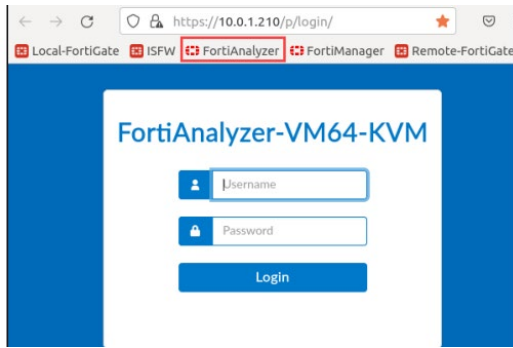 https://10.0.1.210/p/login/
Local-FortiGate ISFW FortiAnalyzer FortiManager Remote-FortiGate
FortiAnalyzer-VM64-KVM
Username
Password
Login